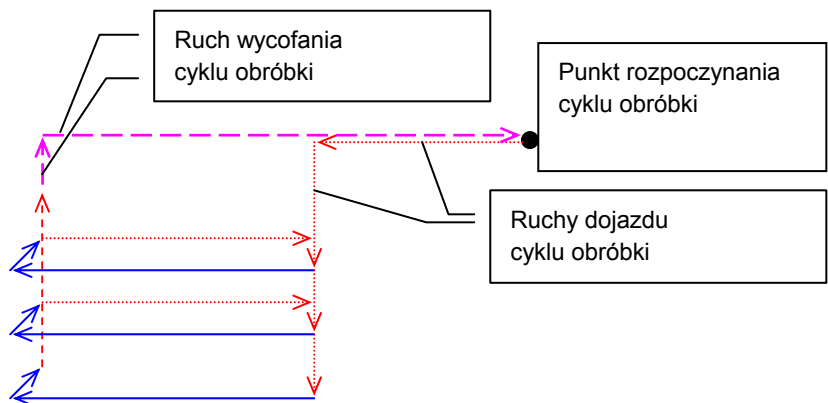 Ruch wycofania
cyklu obróbki
Punkt rozpoczynania
cyklu obróbki
Ruchy dojazdu
cyklu obróbki